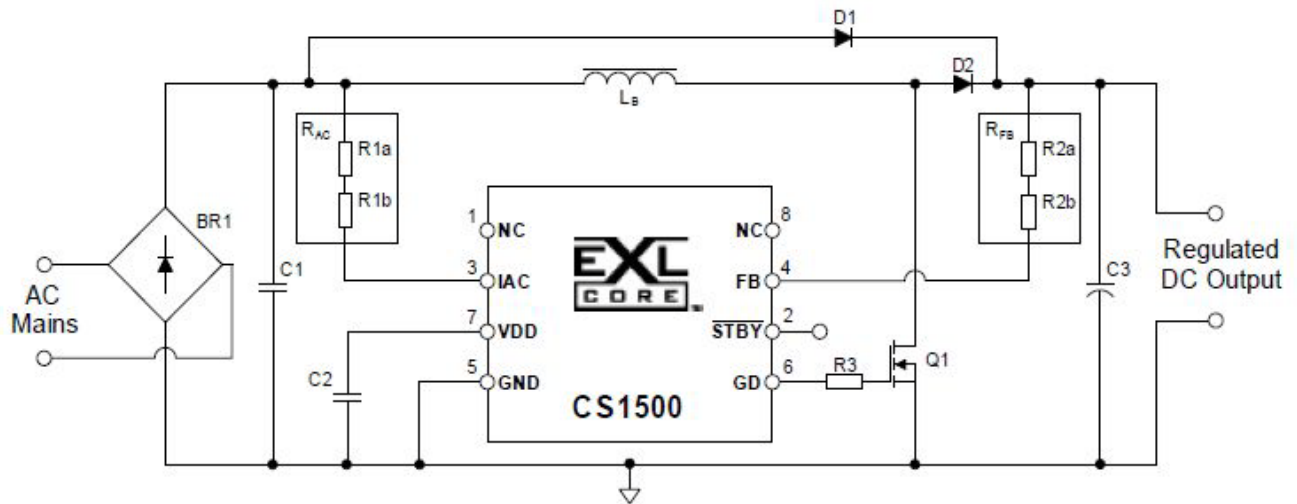 D1
D2
LB
RAC
R1a
R1b
RFB
R2a
R2b
BR1
AC
Mains
C1
1
NC
8
NC
3
IAC
4
FB
7
VDD
2
STBY
5
GND
6
GD
EXL
CORE
TM
CS1500
C2
R3
Q1
C3
Regulated
DC Output